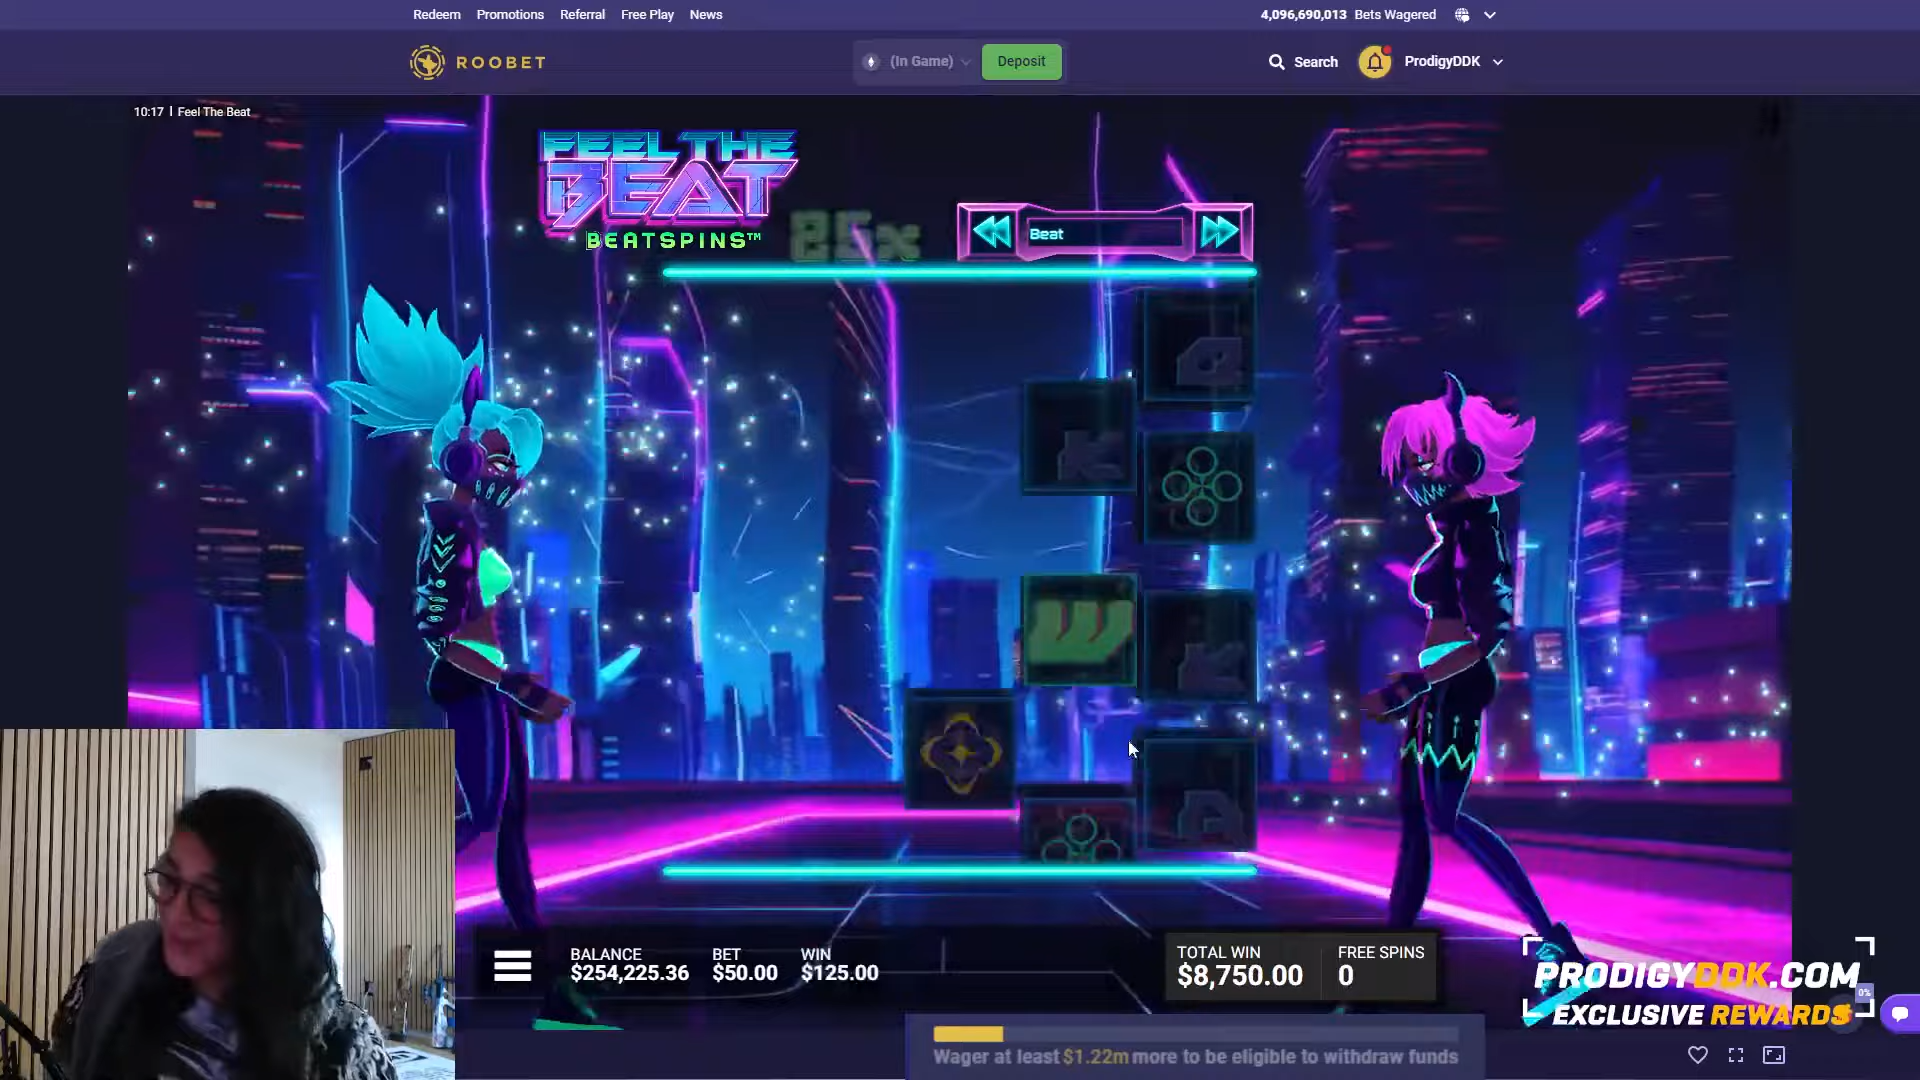 Redeem Promotions Referral Free Play News
4,096,690,013 Bets Wagered
ROOBET
(In Game)
Deposit
Search
ProdigyDDK
10:17 | Feel The Beat
FEEL THE
BEAT
BEATSPINS™
85x
Beat
K
W
K
BALANCE
$254,225.36
BET
$50.00
WIN
$125.00
TOTAL WIN
$8,750.00
FREE SPINS
0
PRODIGYDDK.COM
EXCLUSIVE REWARDS
0%
Wager at least $1.22m more to be eligible to withdraw funds